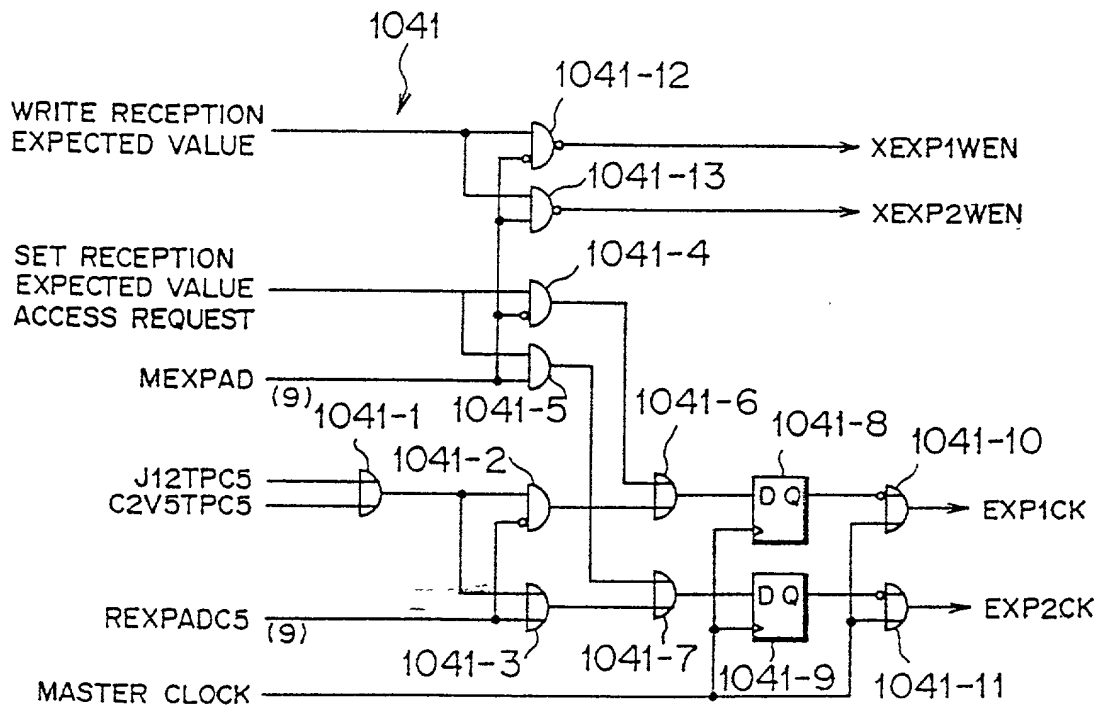 1041
1041-12
WRITE RECEPTION
EXPECTED VALUE
XEXP1WEN
1041-13
XEXP2WEN
SET RECEPTION
EXPECTED VALUE
ACCESS REQUEST
1041-4
MEXPAD
(9)
1041-1
1041-5
1041-6
1041-8
1041-10
1041-2
J12TPC5
C2V5TPC5
D Q
EXP1CK
D Q
EXP2CK
REXPADC5
(9)
1041-3
1041-7
1041-9
1041-11
MASTER CLOCK